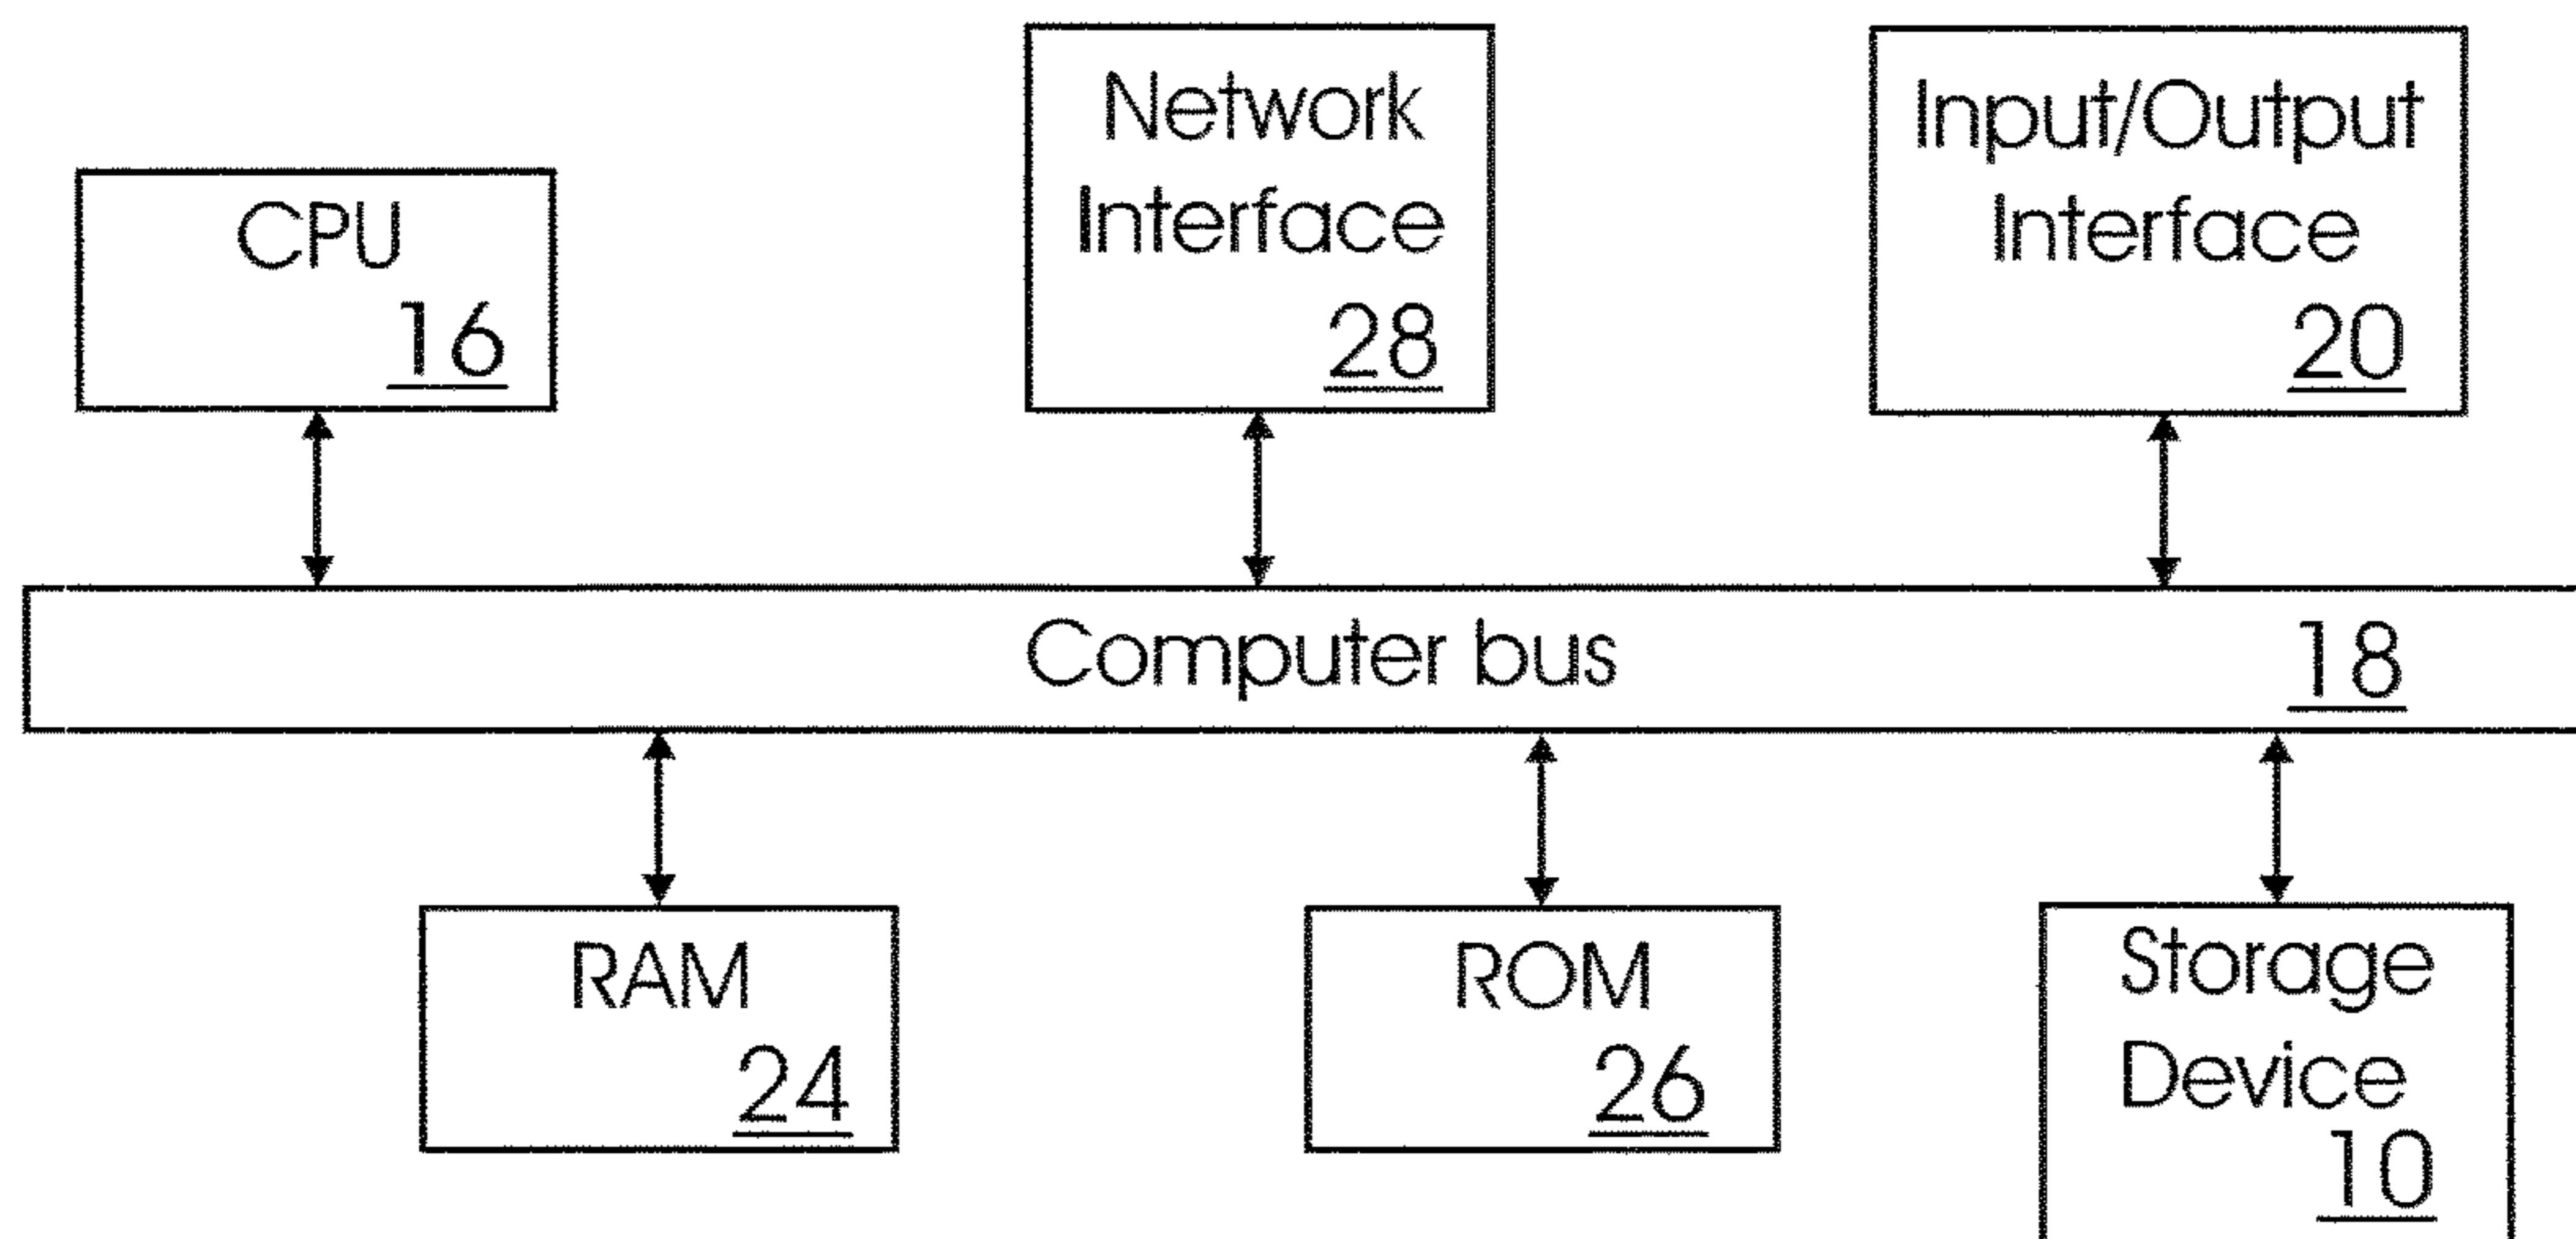 CPU
16
Network
Interface
28
Input/Output
Interface
20
Computer bus
18
RAM
24
ROM
26
Storage
Device
10